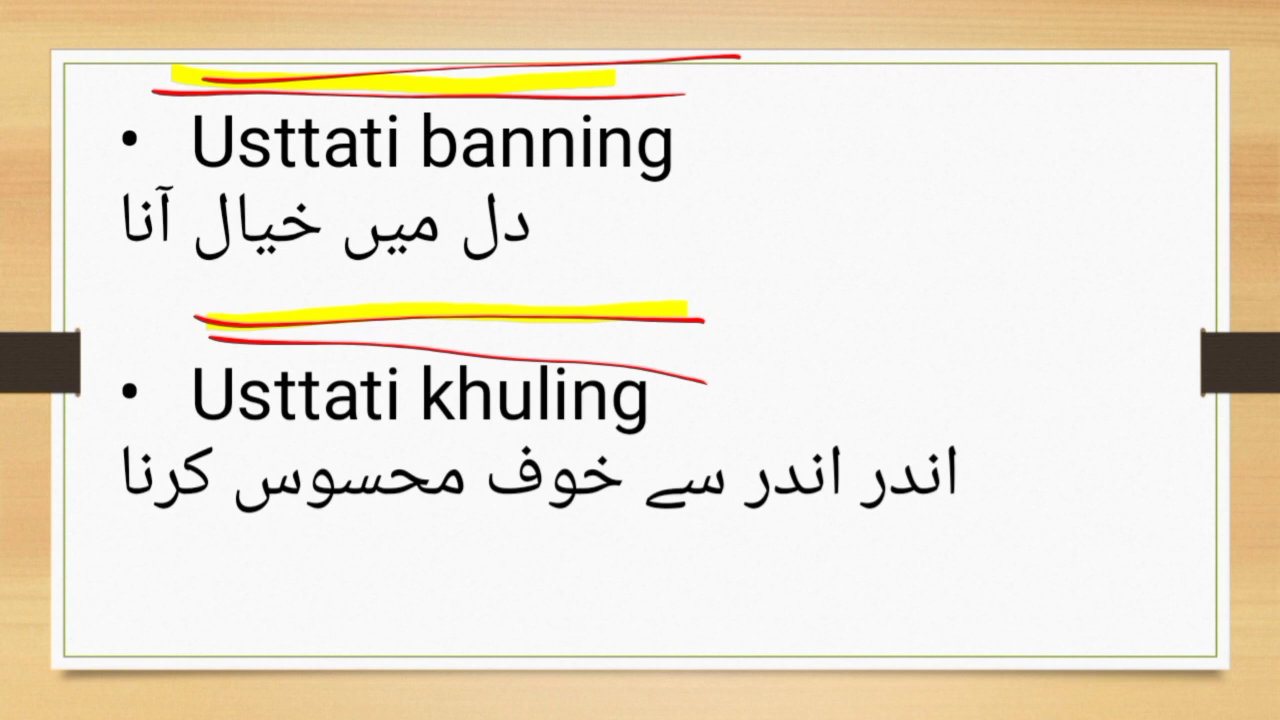 • Usttati banning
دل میں خیال آنا
• Usttati khuling
اندر اندر سے خوف محسوس کرنا